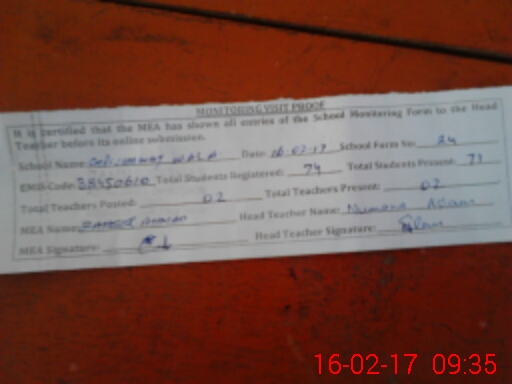 MONITORING VISIT PROOF
It is certified that the MEA has shown all entries of the School Monitoring Form to the Head
Teacher before its online submission.
School Name: Date: 16-02-17 School Form No: 24
EMIS Code: 38450610 Total Students Registered: 74 Total Students Present: 71
Total Teachers Posted: 02 Total Teachers Present: 02
MEA Name: Head Teacher Name: Numana Aslam
MEA Signature: Head Teacher Signature:
16-02-17 09:35